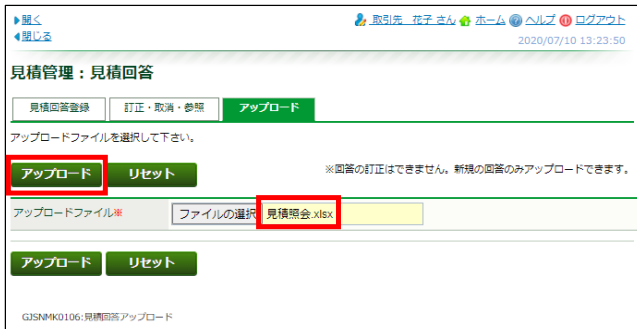 ▶開く
◀閉じる
取引先 花子 さん ホーム ヘルプ ログアウト
2020/07/10 13:23:50
見積管理：見積回答
見積回答登録 訂正・取消・参照 アップロード
アップロードファイルを選択して下さい。
アップロード リセット ※回答の訂正はできません。新規の回答のみアップロードできます。
アップロードファイル※ ファイルの選択 見積照会.xlsx
アップロード リセット
GJSNMK0106:見積回答アップロード